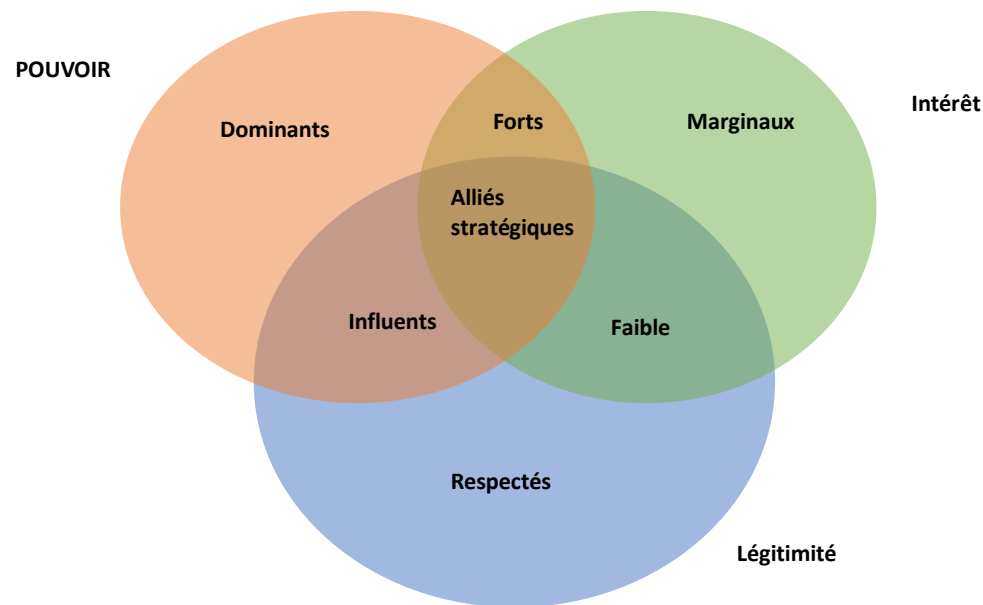 POUVOIR
Intérêt
Dominants
Forts
Marginaux
Alliés
stratégiques
Influents
Faible
Respectés
Légitimité